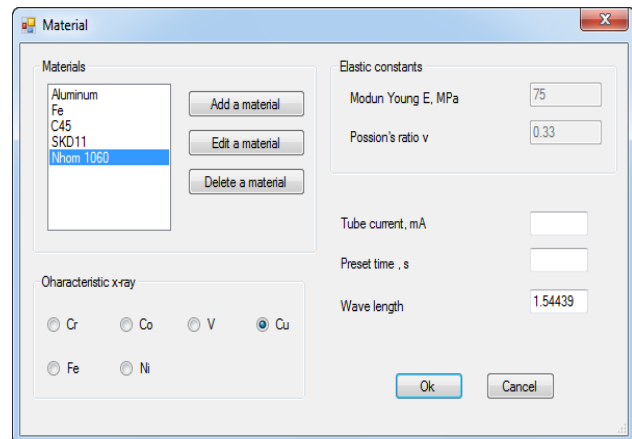 Material
Materials
Aluminum
Fe
C45
SKD11
Nhom 1060
Add a material
Edit a material
Delete a material
Elastic constants
Modun Young E, MPa
75
Possion's ratio v
0.33
Tube current, mA
Preset time , s
Wave length
1.54439
Oharacteristic x-ray
Cr
Co
V
Cu
Fe
Ni
Ok
Cancel